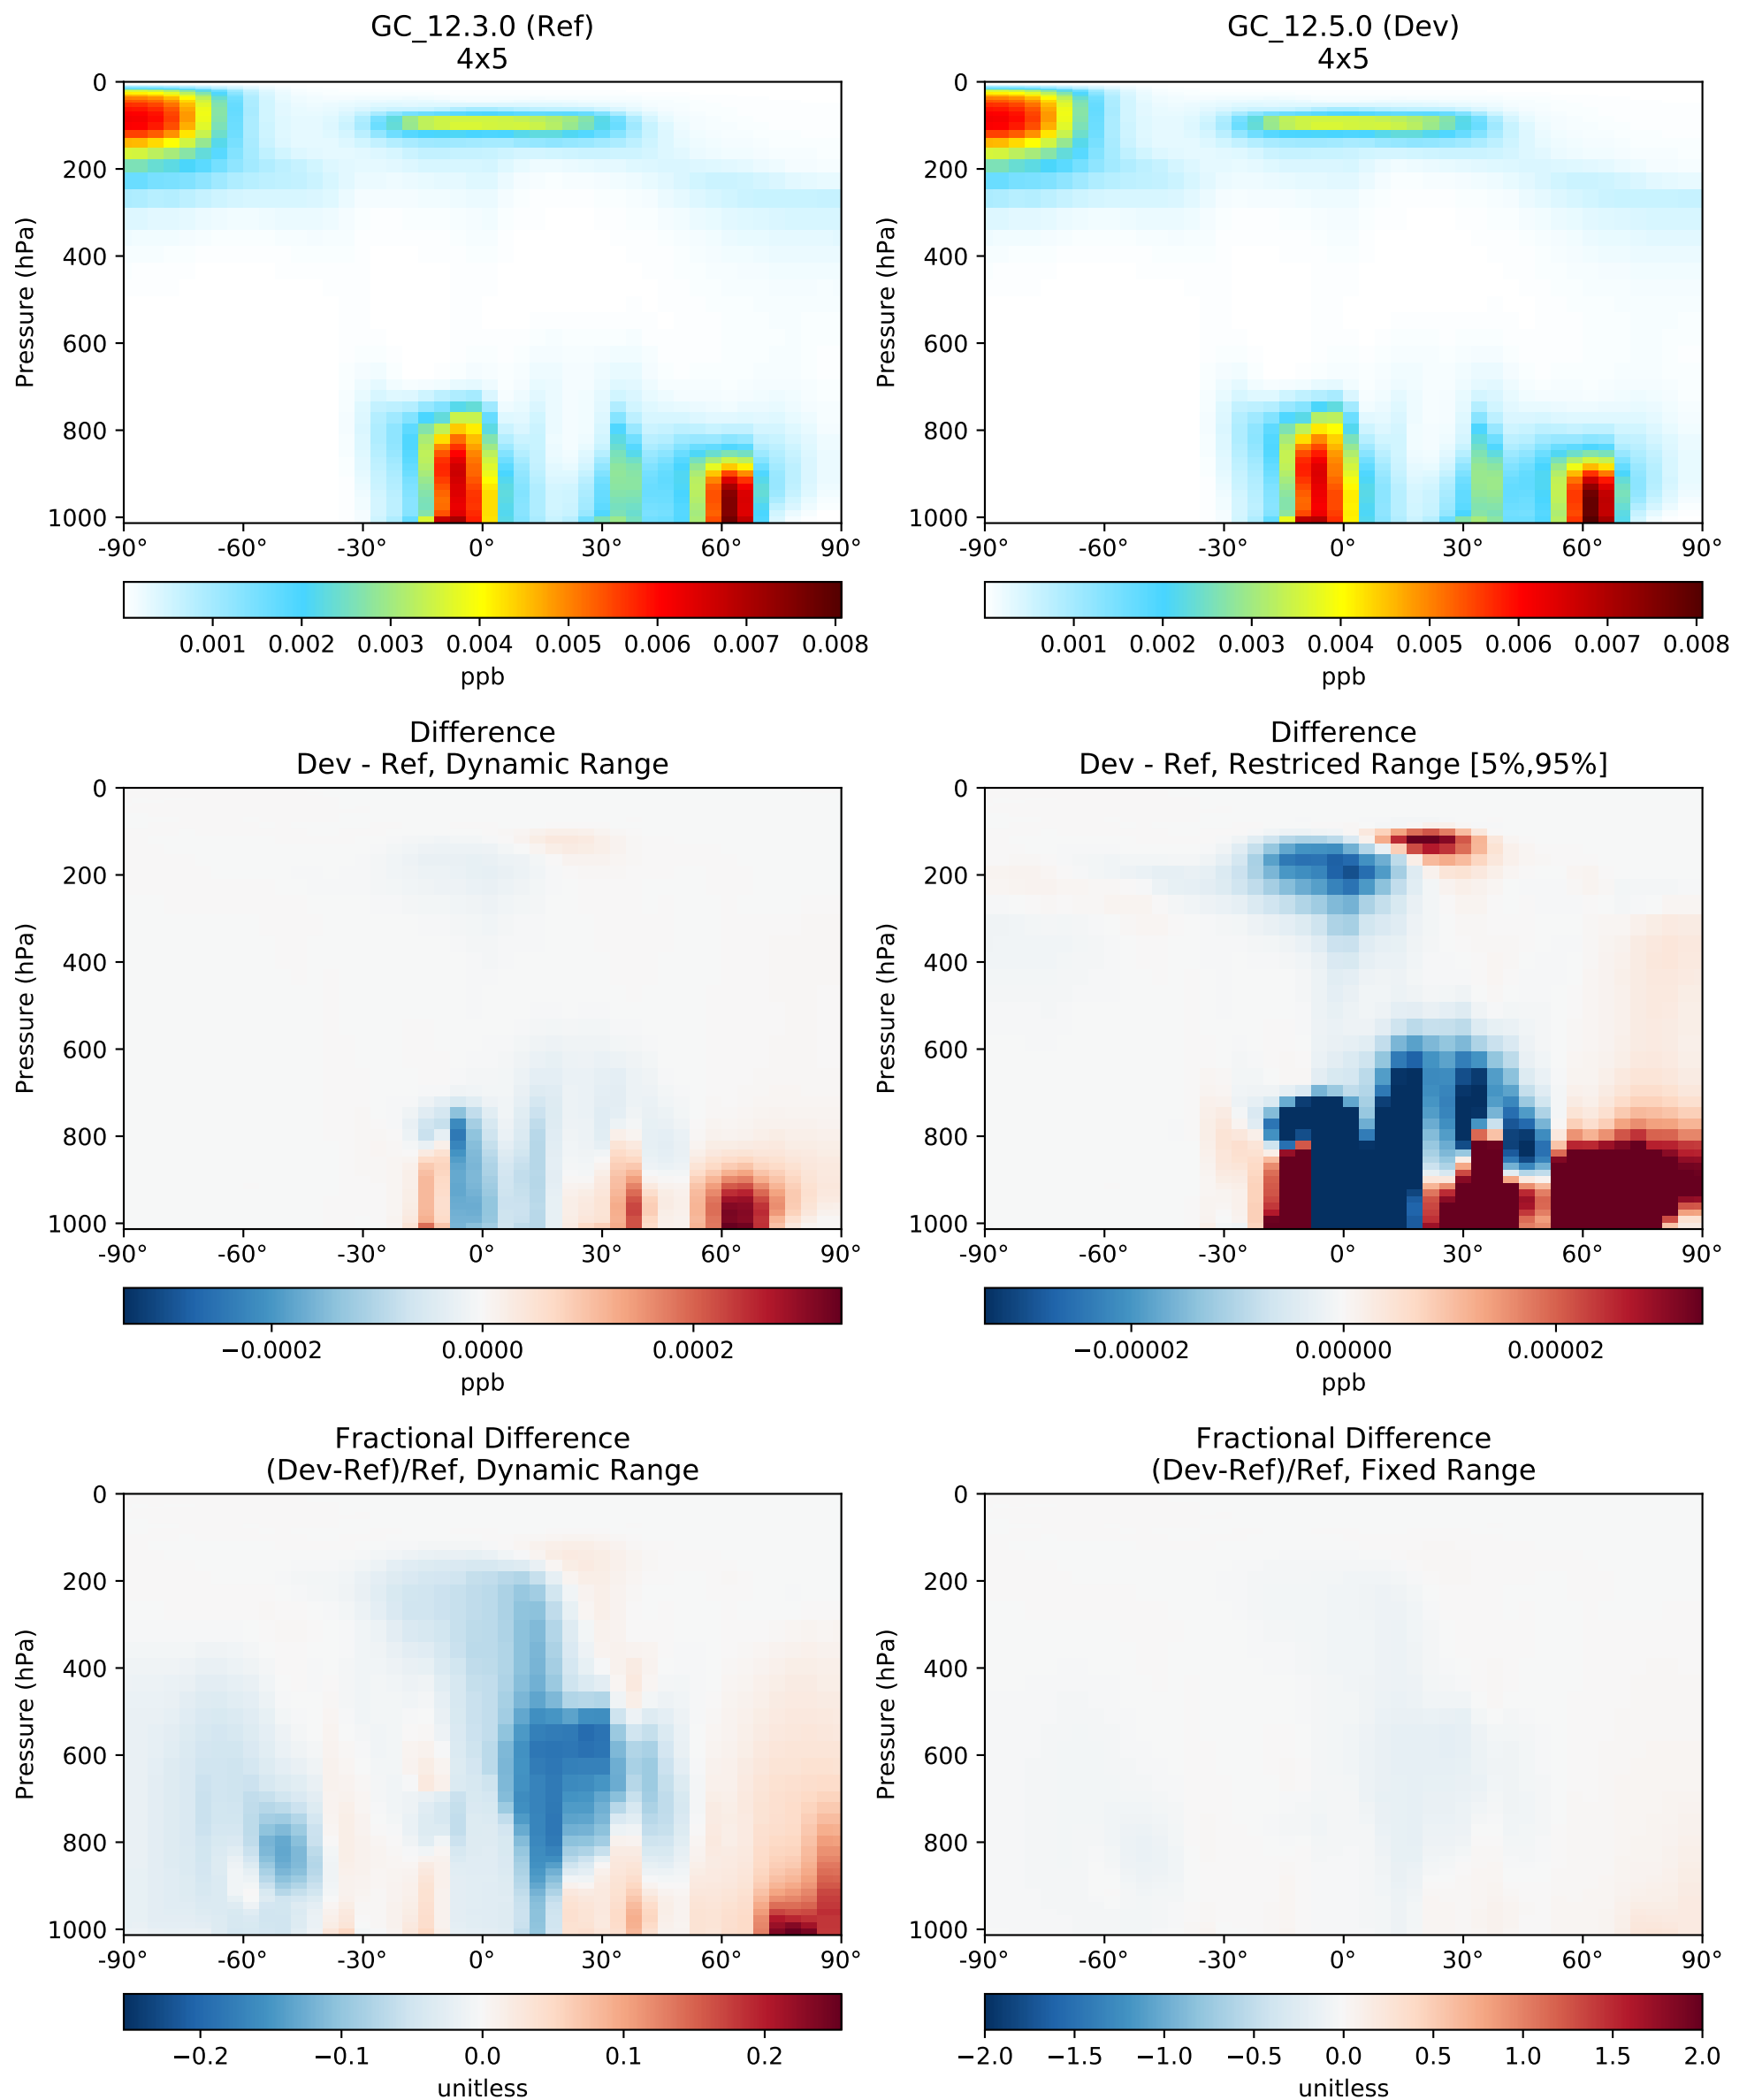 GC_12.3.0 (Ref)
4x5
GC_12.5.0 (Dev)
4x5
Pressure (hPa)
0
200
400
600
800
1000
-90° -60° -30° 0° 30° 60° 90°
0.001 0.002 0.003 0.004 0.005 0.006 0.007 0.008
ppb
Pressure (hPa)
0
200
400
600
800
1000
-90° -60° -30° 0° 30° 60° 90°
0.001 0.002 0.003 0.004 0.005 0.006 0.007 0.008
ppb
Difference
Dev - Ref, Dynamic Range
Pressure (hPa)
0
200
400
600
800
1000
-90° -60° -30° 0° 30° 60° 90°
−0.0002 0.0000 0.0002
ppb
Difference
Dev - Ref, Restriced Range [5%,95%]
Pressure (hPa)
0
200
400
600
800
1000
-90° -60° -30° 0° 30° 60° 90°
−0.00002 0.00000 0.00002
ppb
Fractional Difference
(Dev-Ref)/Ref, Dynamic Range
Pressure (hPa)
0
200
400
600
800
1000
-90° -60° -30° 0° 30° 60° 90°
−0.2 −0.1 0.0 0.1 0.2
unitless
Fractional Difference
(Dev-Ref)/Ref, Fixed Range
Pressure (hPa)
0
200
400
600
800
1000
-90° -60° -30° 0° 30° 60° 90°
−2.0 −1.5 −1.0 −0.5 0.0 0.5 1.0 1.5 2.0
unitless